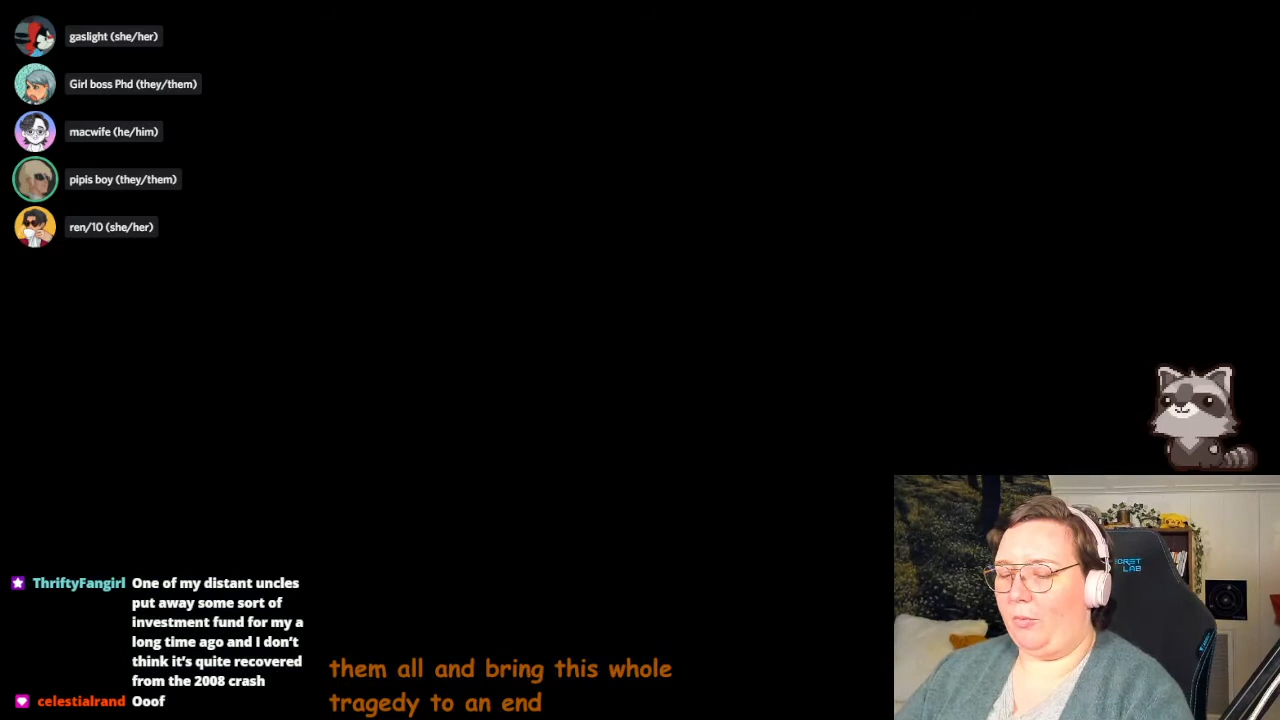 gaslight (she/her)
Girl boss Phd (they/them)
macwife (he/him)
pipis boy (they/them)
ren/10 (she/her)
ThriftyFangirl One of my distant uncles
put away some sort of
investment fund for my a
long time ago and I don't
think it's quite recovered
from the 2008 crash
celestialrand Ooof
them all and bring this whole
tragedy to an end
LAB